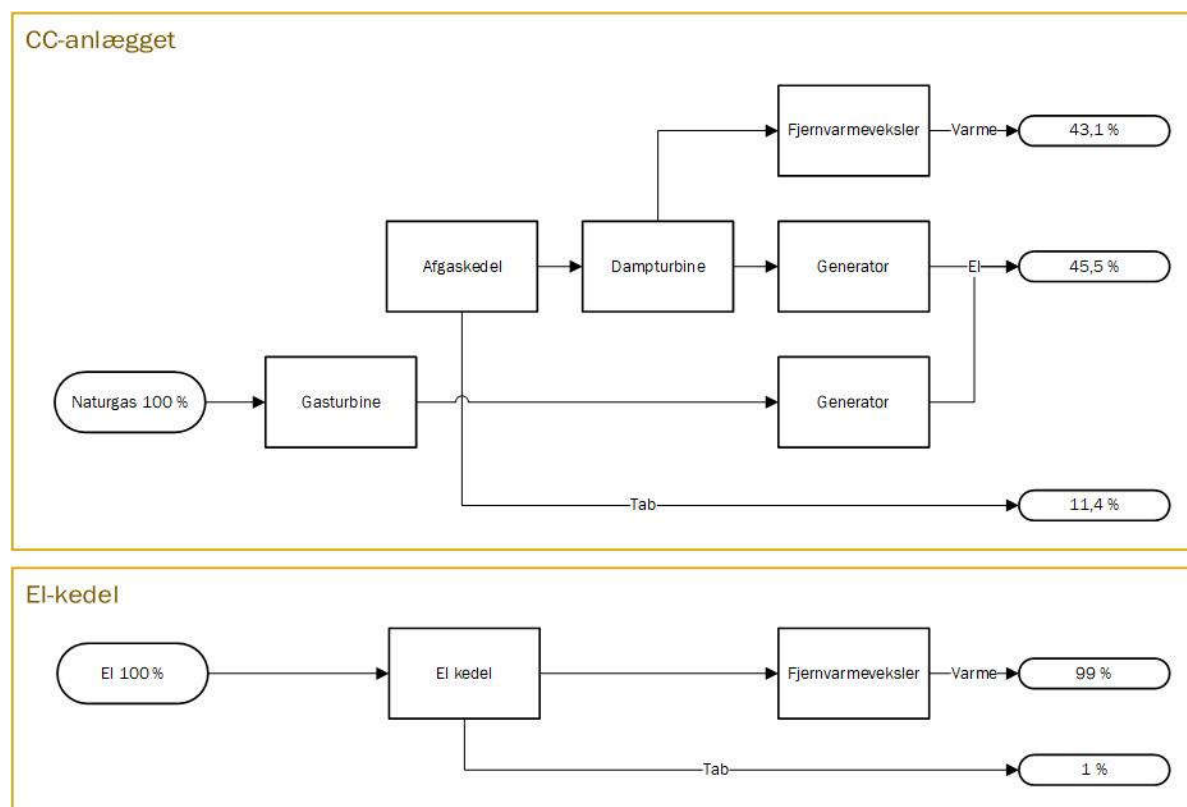 CC-anlægget
Fjernvarmeveksler
Varme
43,1 %
Afgaskedel
Dampturbine
Generator
El
45,5 %
Naturgas 100 %
Gasturbine
Generator
Tab
11,4 %
El-kedel
El 100 %
El kedel
Fjernvarmeveksler
Varme
99 %
Tab
1 %